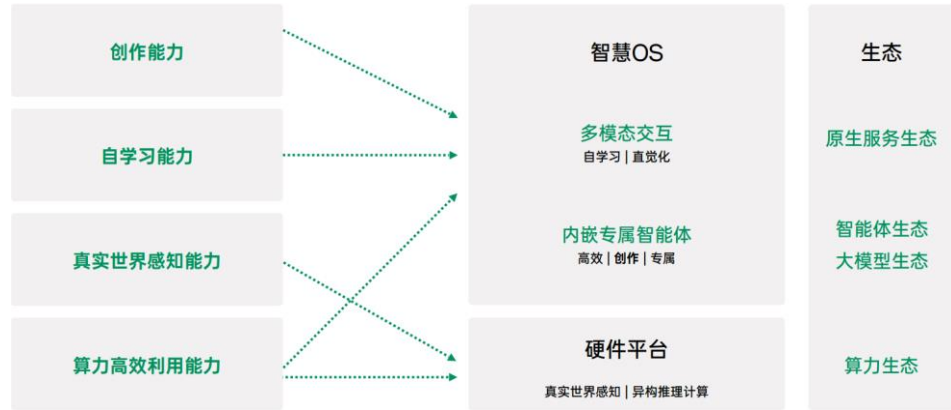 创作能力
自学习能力
真实世界感知能力
算力高效利用能力
智慧OS
多模态交互
自学习 | 直觉化
内嵌专属智能体
高效 | 创作 | 专属
硬件平台
真实世界感知 | 异构推理计算
生态
原生服务生态
智能体生态
大模型生态
算力生态